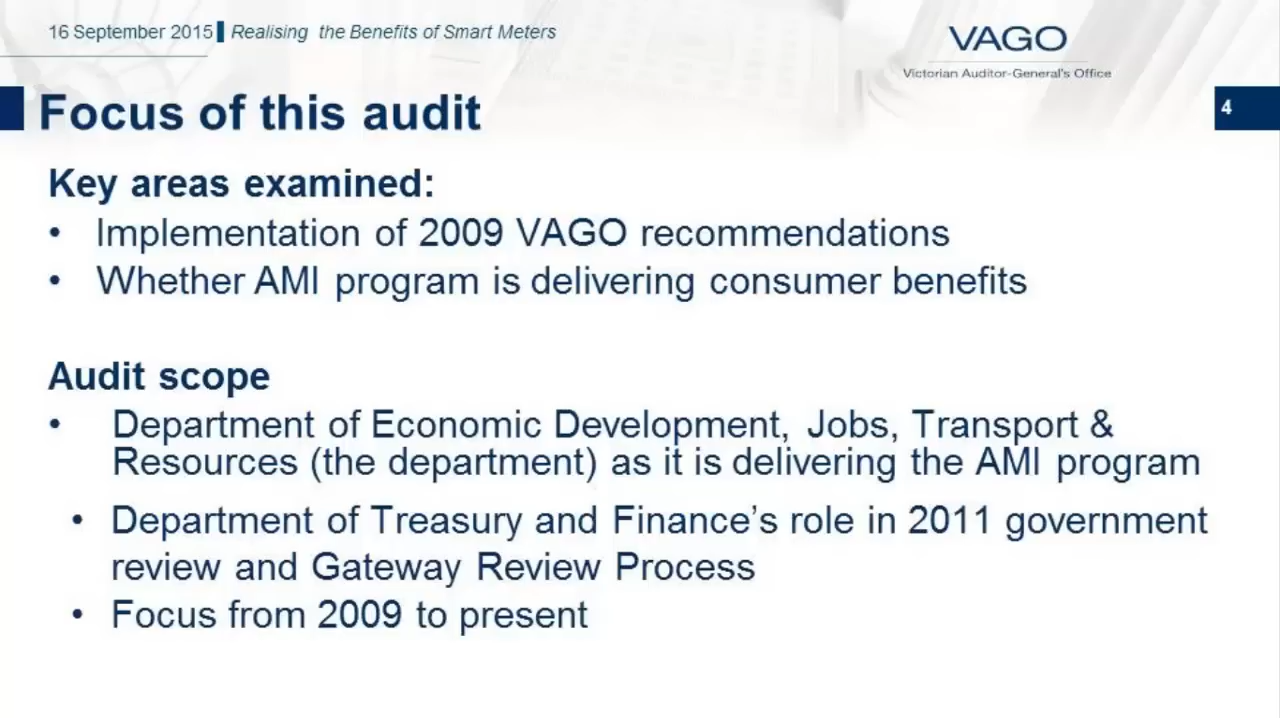 16 September 2015 Realising the Benefits of Smart Meters
VAGO
Victorian Auditor-General's Office
Focus of this audit
4
Key areas examined:
• Implementation of 2009 VAGO recommendations
• Whether AMI program is delivering consumer benefits
Audit scope
• Department of Economic Development, Jobs, Transport &
Resources (the department) as it is delivering the AMI program
• Department of Treasury and Finance’s role in 2011 government
review and Gateway Review Process
• Focus from 2009 to present